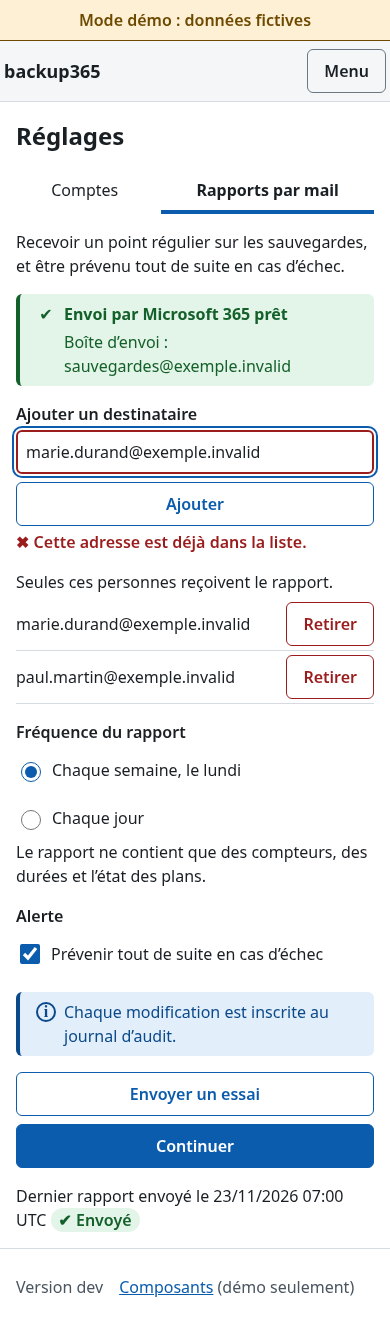 Mode démo : données fictives
backup365
Menu
Réglages
Comptes
Rapports par mail
Recevoir un point régulier sur les sauvegardes,
et être prévenu tout de suite en cas d’échec.
✔ Envoi par Microsoft 365 prêt
Boîte d’envoi :
sauvegardes@exemple.invalid
Ajouter un destinataire
marie.durand@exemple.invalid
Ajouter
✖ Cette adresse est déjà dans la liste.
Seules ces personnes reçoivent le rapport.
marie.durand@exemple.invalid
Retirer
paul.martin@exemple.invalid
Retirer
Fréquence du rapport
Chaque semaine, le lundi
Chaque jour
Le rapport ne contient que des compteurs, des
durées et l’état des plans.
Alerte
Prévenir tout de suite en cas d’échec
Chaque modification est inscrite au
journal d’audit.
Envoyer un essai
Continuer
Dernier rapport envoyé le 23/11/2026 07:00
UTC ✔ Envoyé
Version dev Composants (démo seulement)